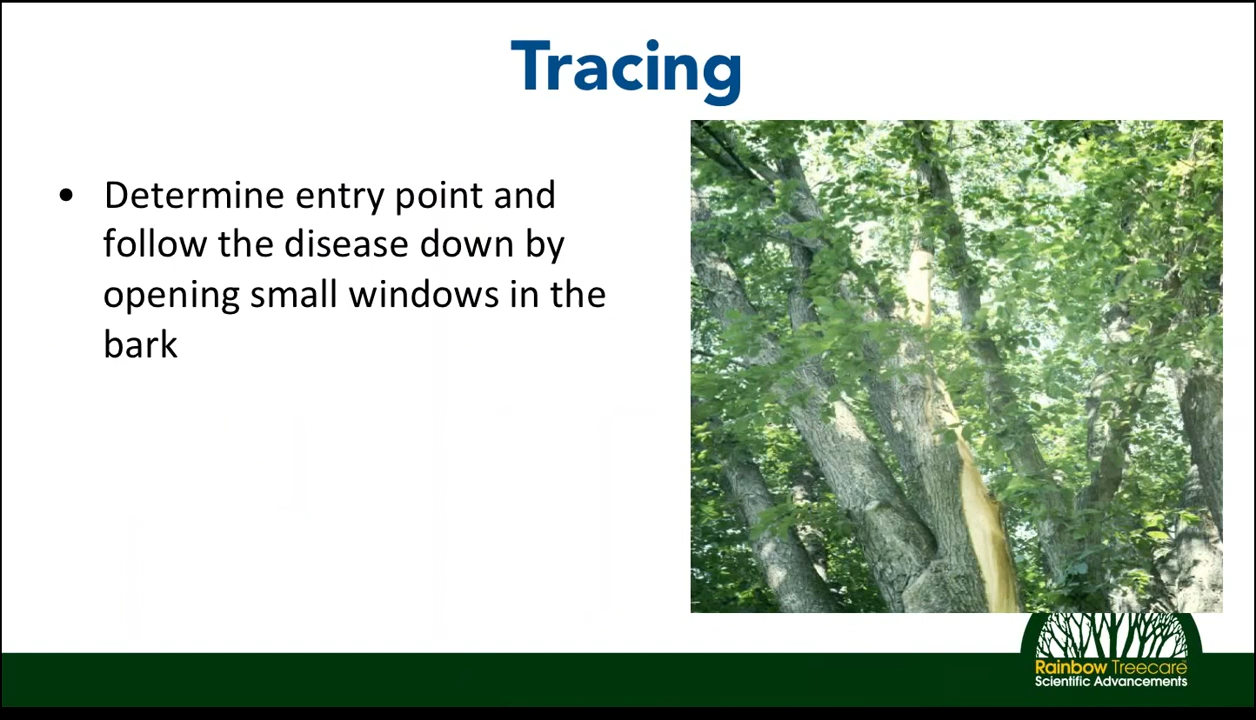 Tracing
• Determine entry point and
follow the disease down by
opening small windows in the
bark
Rainbow Treecare
Scientific Advancements